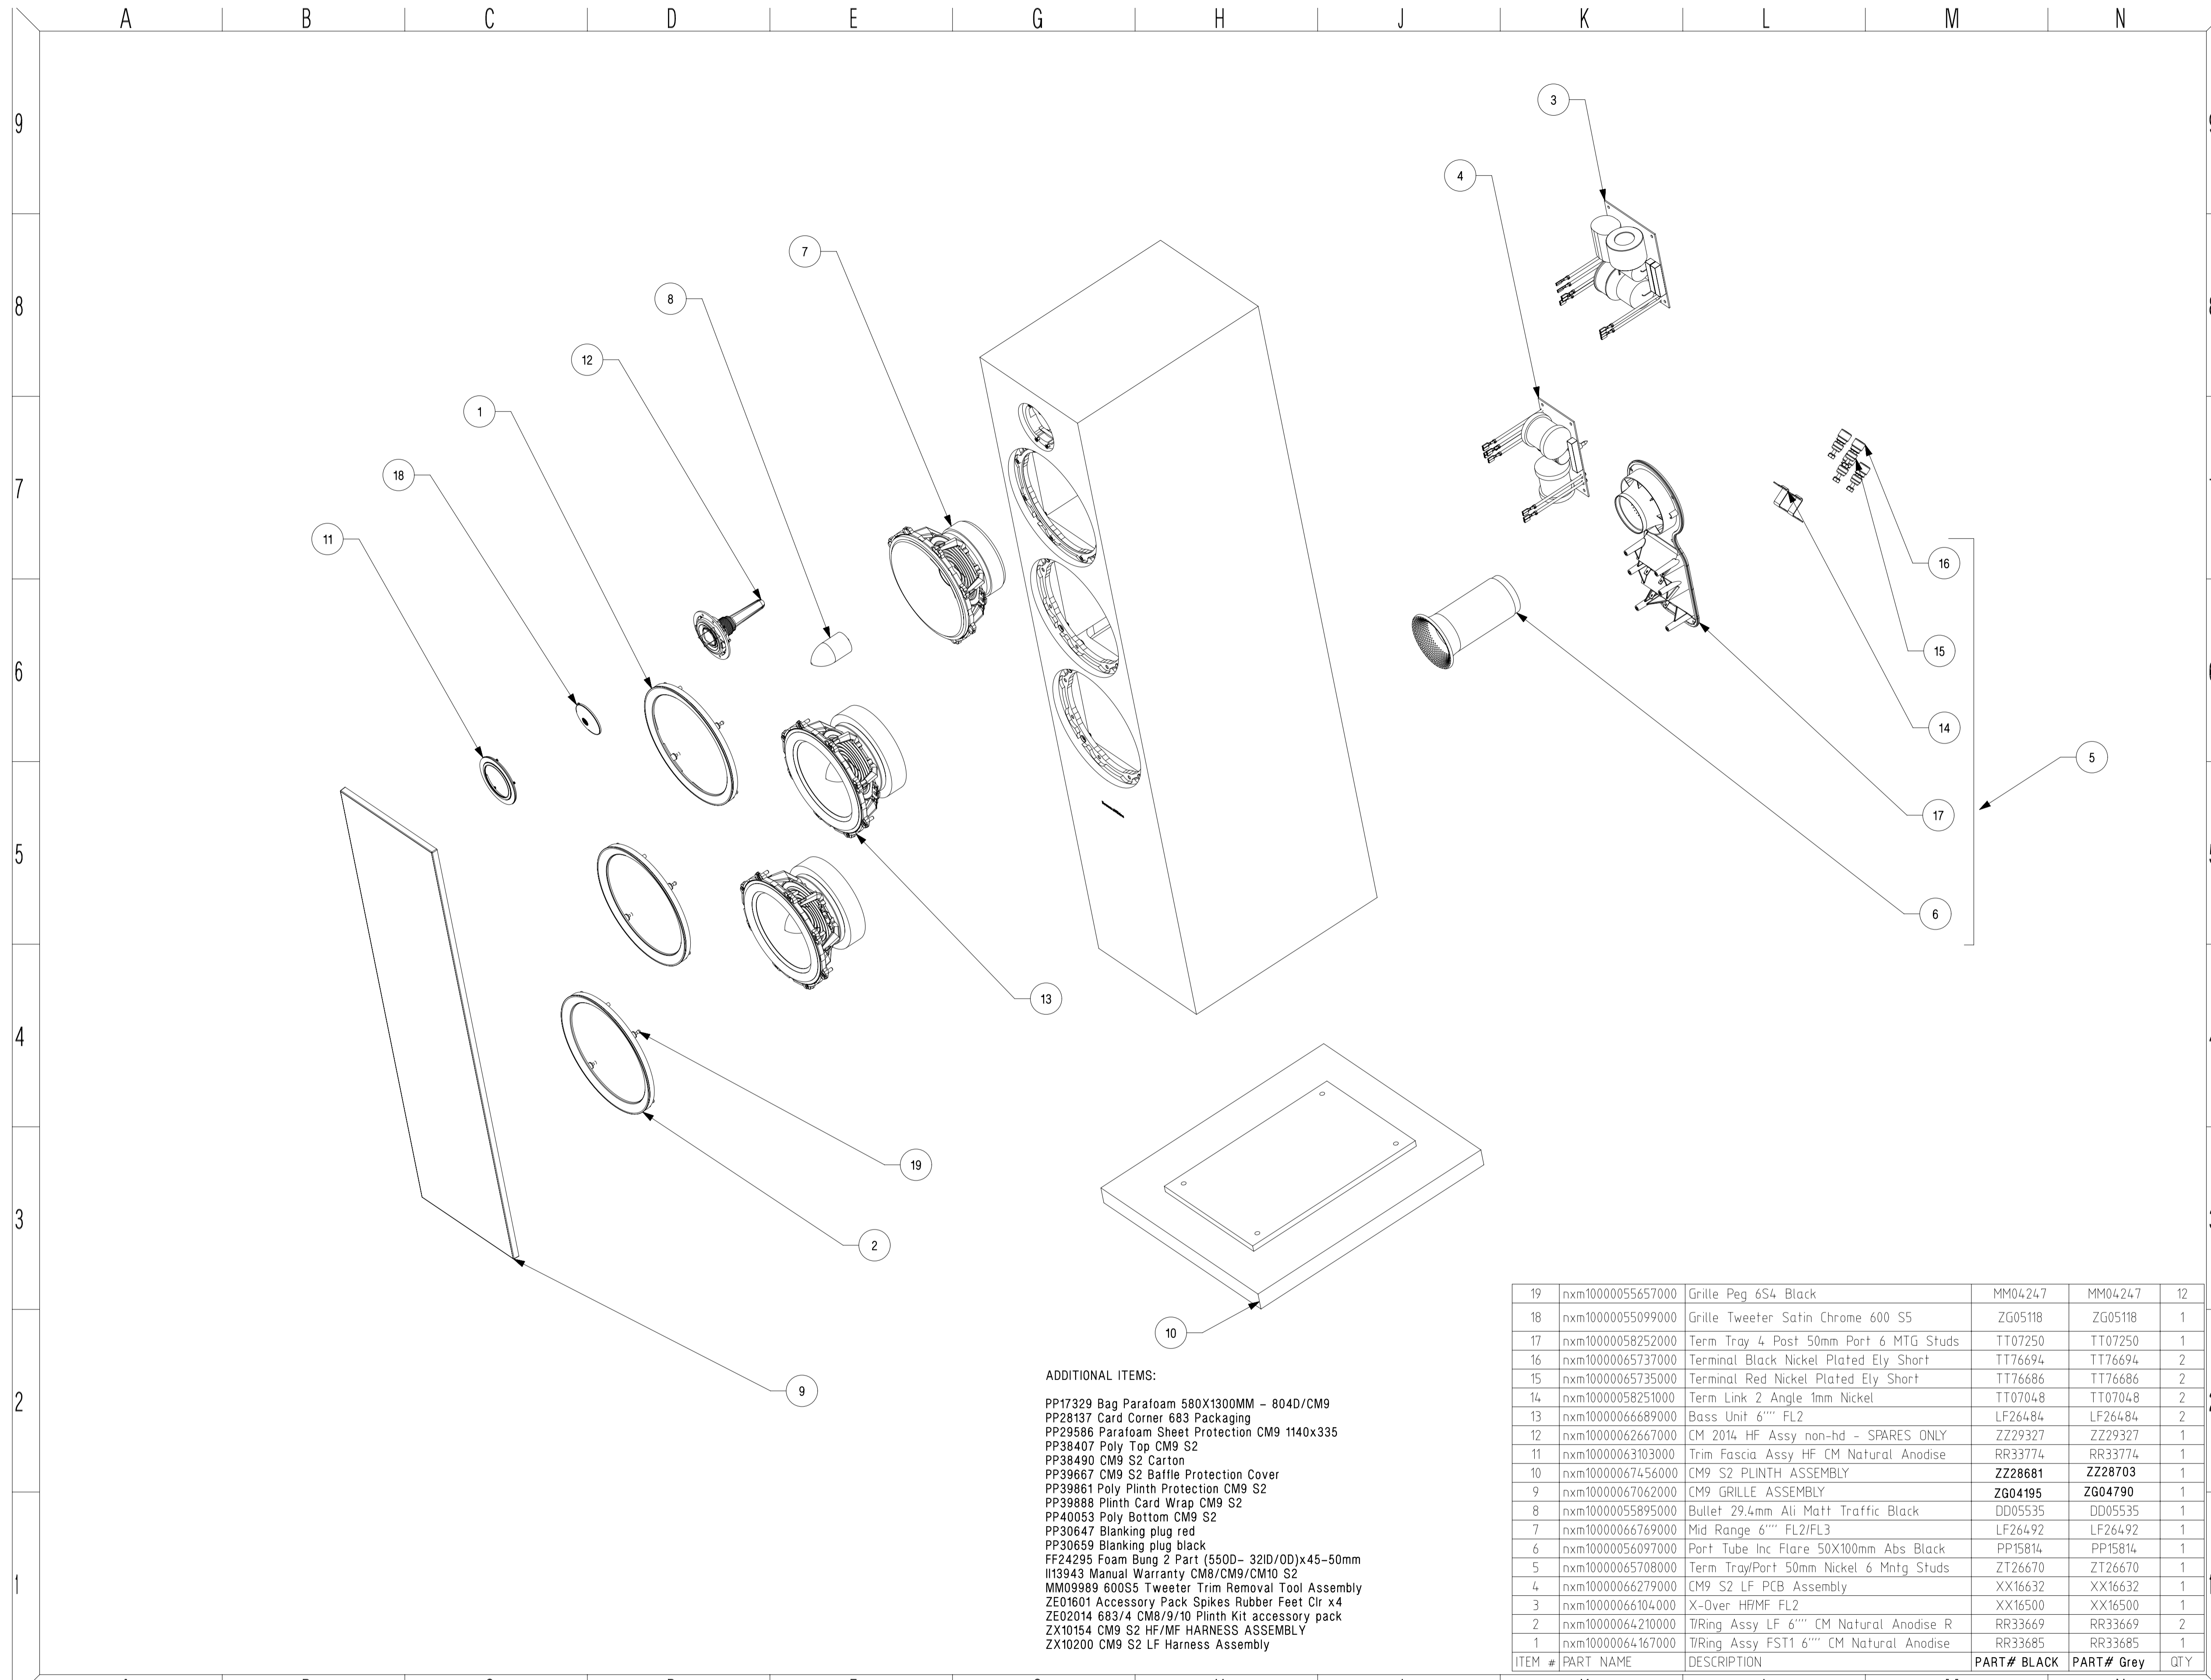 A B C D E G H J K L M N
9
8
7
6
5
4
3
2
1
3
4
7
8
12
1
18
11
16
15
14
5
17
6
13
19
2
10
9
ADDITIONAL ITEMS:
PP17329 Bag Parafoam 580X1300MM – 804D/CM9
PP28137 Card Corner 683 Packaging
PP29586 Parafoam Sheet Protection CM9 1140x335
PP38407 Poly Top CM9 S2
PP38490 CM9 S2 Carton
PP39667 CM9 S2 Baffle Protection Cover
PP39861 Poly Plinth Protection CM9 S2
PP39888 Plinth Card Wrap CM9 S2
PP40053 Poly Bottom CM9 S2
PP30647 Blanking plug red
PP30659 Blanking plug black
FF24295 Foam Bung 2 Part (55OD– 32ID/OD)x45–50mm
II13943 Manual Warranty CM8/CM9/CM10 S2
MM09989 600S5 Tweeter Trim Removal Tool Assembly
ZE01601 Accessory Pack Spikes Rubber Feet Clr x4
ZE02014 683/4 CM8/9/10 Plinth Kit accessory pack
ZX10154 CM9 S2 HF/MF HARNESS ASSEMBLY
ZX10200 CM9 S2 LF Harness Assembly
19 nxm10000055657000 Grille Peg 6S4 Black MM04247 MM04247 12
18 nxm10000055099000 Grille Tweeter Satin Chrome 600 S5 ZG05118 ZG05118 1
17 nxm10000058252000 Term Tray 4 Post 50mm Port 6 MTG Studs TT07250 TT07250 1
16 nxm10000065737000 Terminal Black Nickel Plated Ely Short TT76694 TT76694 2
15 nxm10000065735000 Terminal Red Nickel Plated Ely Short TT76686 TT76686 2
14 nxm10000058251000 Term Link 2 Angle 1mm Nickel TT07048 TT07048 2
13 nxm10000066689000 Bass Unit 6"" FL2 LF26484 LF26484 2
12 nxm10000062667000 CM 2014 HF Assy non-hd - SPARES ONLY ZZ29327 ZZ29327 1
11 nxm10000063103000 Trim Fascia Assy HF CM Natural Anodise RR33774 RR33774 1
10 nxm10000067456000 CM9 S2 PLINTH ASSEMBLY ZZ28681 ZZ28703 1
9 nxm10000067062000 CM9 GRILLE ASSEMBLY ZG04195 ZG04790 1
8 nxm10000055895000 Bullet 29.4mm Ali Matt Traffic Black DD05535 DD05535 1
7 nxm10000066769000 Mid Range 6"" FL2/FL3 LF26492 LF26492 1
6 nxm10000056097000 Port Tube Inc Flare 50X100mm Abs Black PP15814 PP15814 1
5 nxm10000065708000 Term Tray/Port 50mm Nickel 6 Mntg Studs ZT26670 ZT26670 1
4 nxm10000066279000 CM9 S2 LF PCB Assembly XX16632 XX16632 1
3 nxm10000066104000 X-Over HF/MF FL2 XX16500 XX16500 1
2 nxm10000064210000 T/Ring Assy LF 6"" CM Natural Anodise R RR33669 RR33669 2
1 nxm10000064167000 T/Ring Assy FST1 6"" CM Natural Anodise RR33685 RR33685 1
ITEM # PART NAME DESCRIPTION PART# BLACK PART# Grey QTY